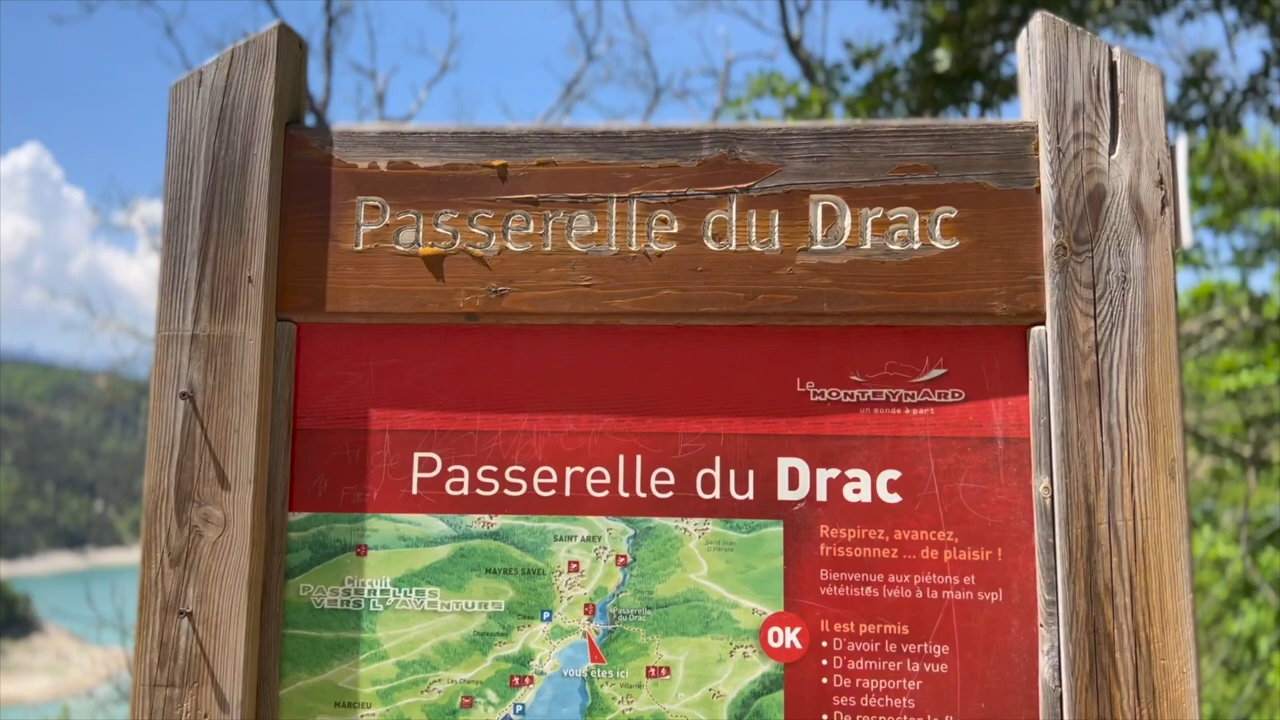 Passerelle du Drac
Le MONTEYNARD
un monde à part
Passerelle du Drac
Respirez, avancez,
frissonnez ... de plaisir !
Bienvenue aux piétons et
vététistes (vélo à la main svp)
OK
Il est permis
• D'avoir le vertige
• D'admirer la vue
• De rapporter
ses déchets
SAINT AREY
MAYRES SAVEL
Circuit
PASSERELLES
VERS L'AVENTURE
P
Passerelle
du Drac
vous êtes ici
Les Champs
MARCIEU
P